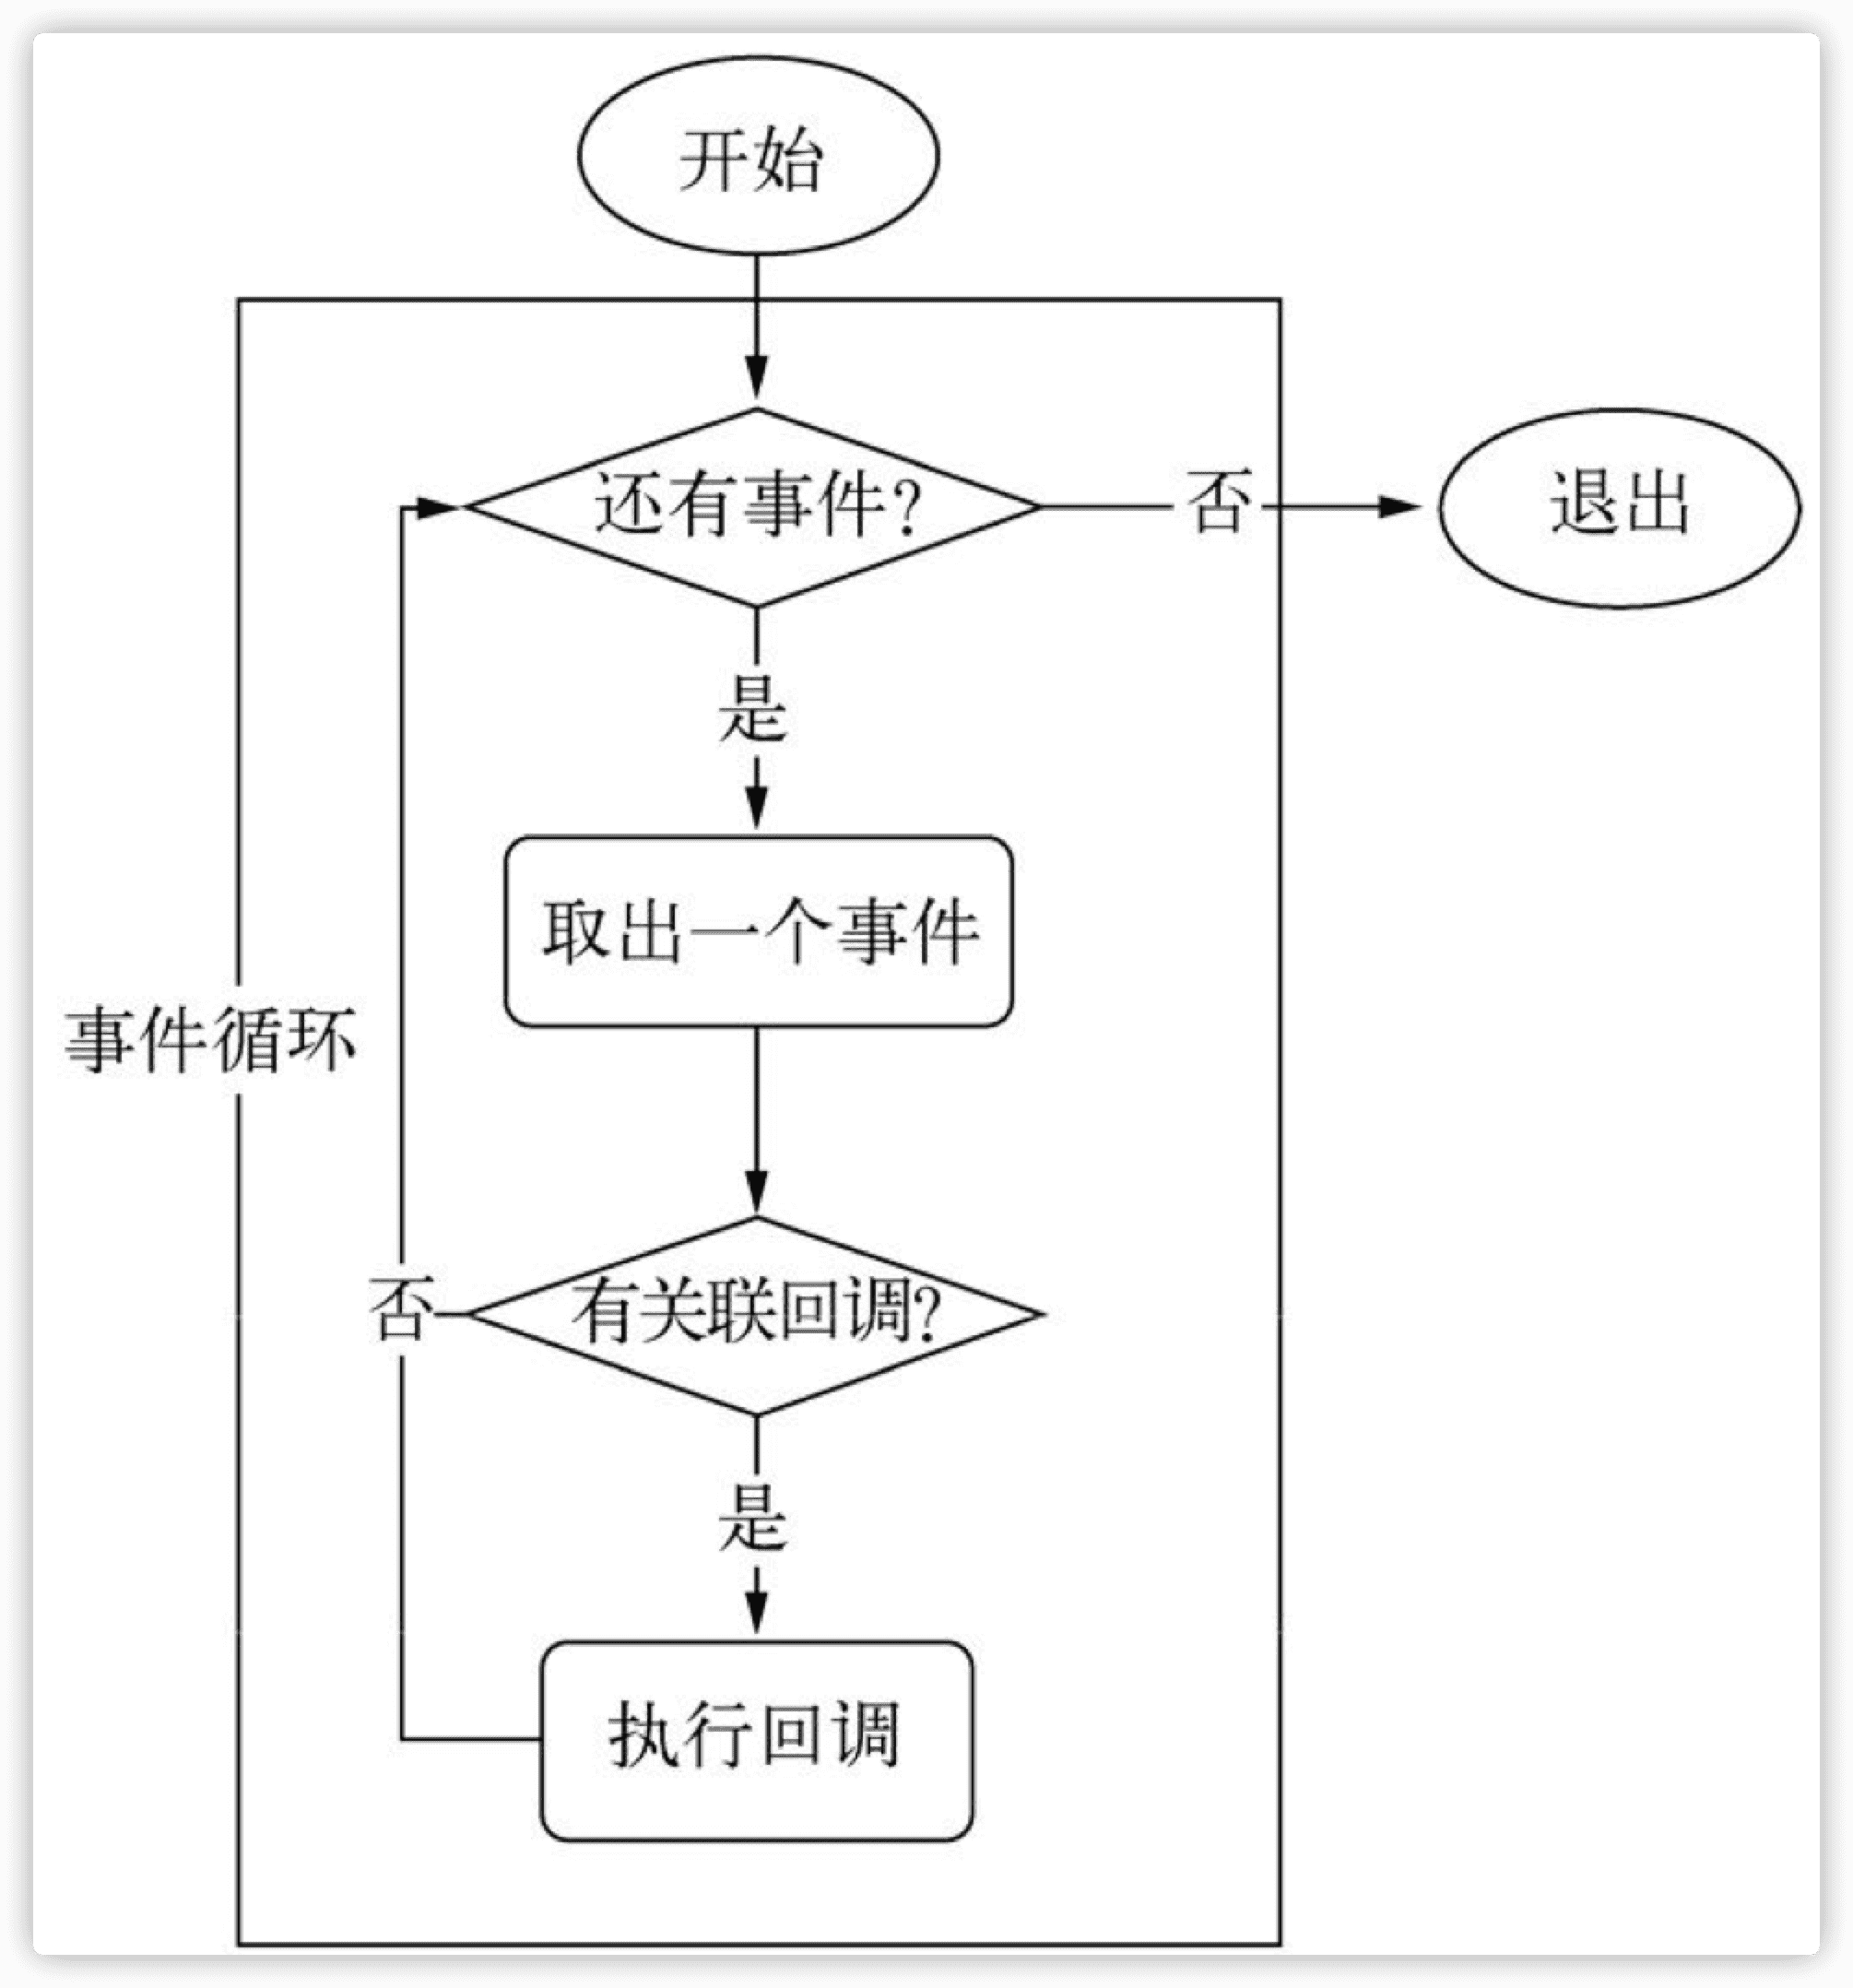 开始
还有事件?
否
退出
是
取出一个事件
事件循环
有关联回调?
否
是
执行回调